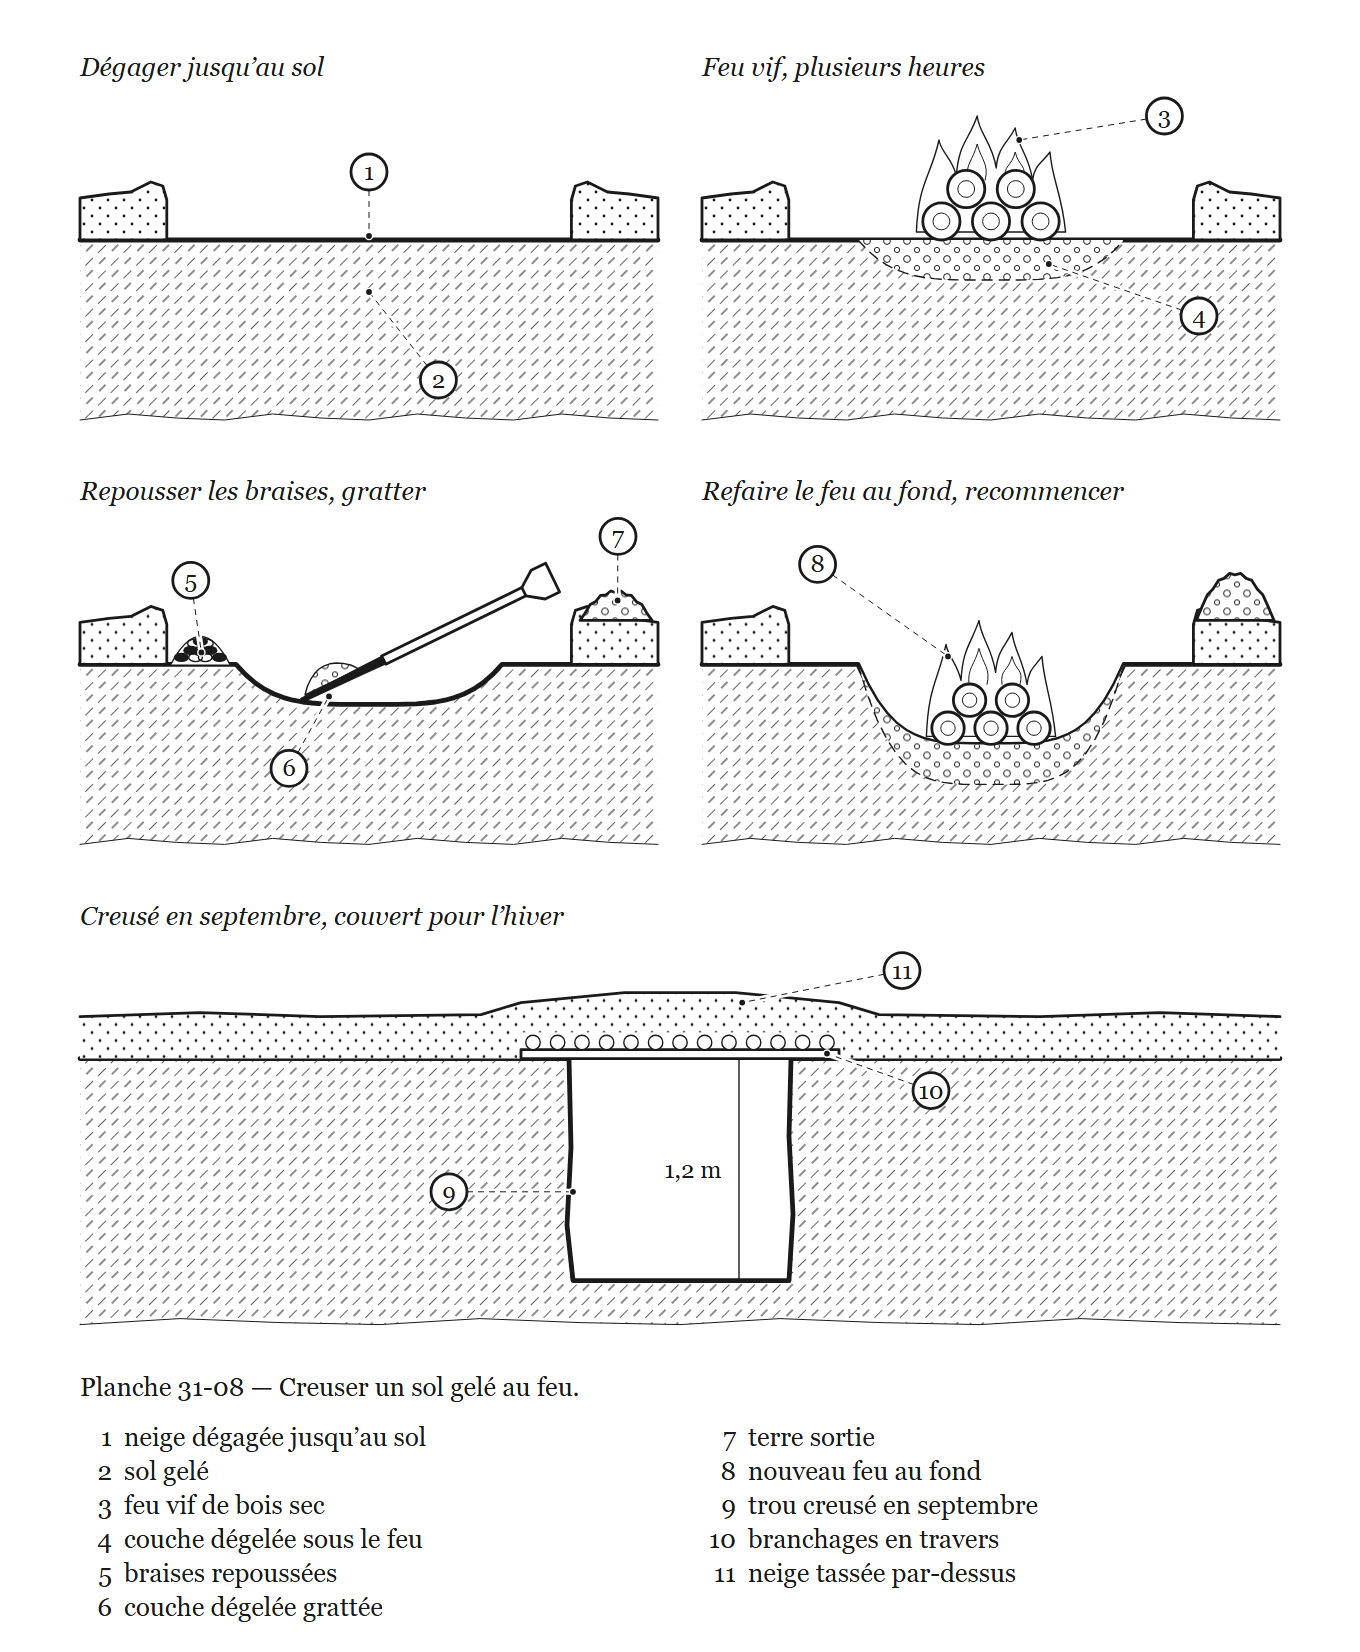 Dégager jusqu’au sol
Feu vif, plusieurs heures
1
2
3
4
Repousser les braises, gratter
Refaire le feu au fond, recommencer
5
6
7
8
Creusé en septembre, couvert pour l’hiver
11
10
1,2 m
9
Planche 31-08 — Creuser un sol gelé au feu.
1 neige dégagée jusqu’au sol
2 sol gelé
3 feu vif de bois sec
4 couche dégelée sous le feu
5 braises repoussées
6 couche dégelée grattée
7 terre sortie
8 nouveau feu au fond
9 trou creusé en septembre
10 branchages en travers
11 neige tassée par-dessus